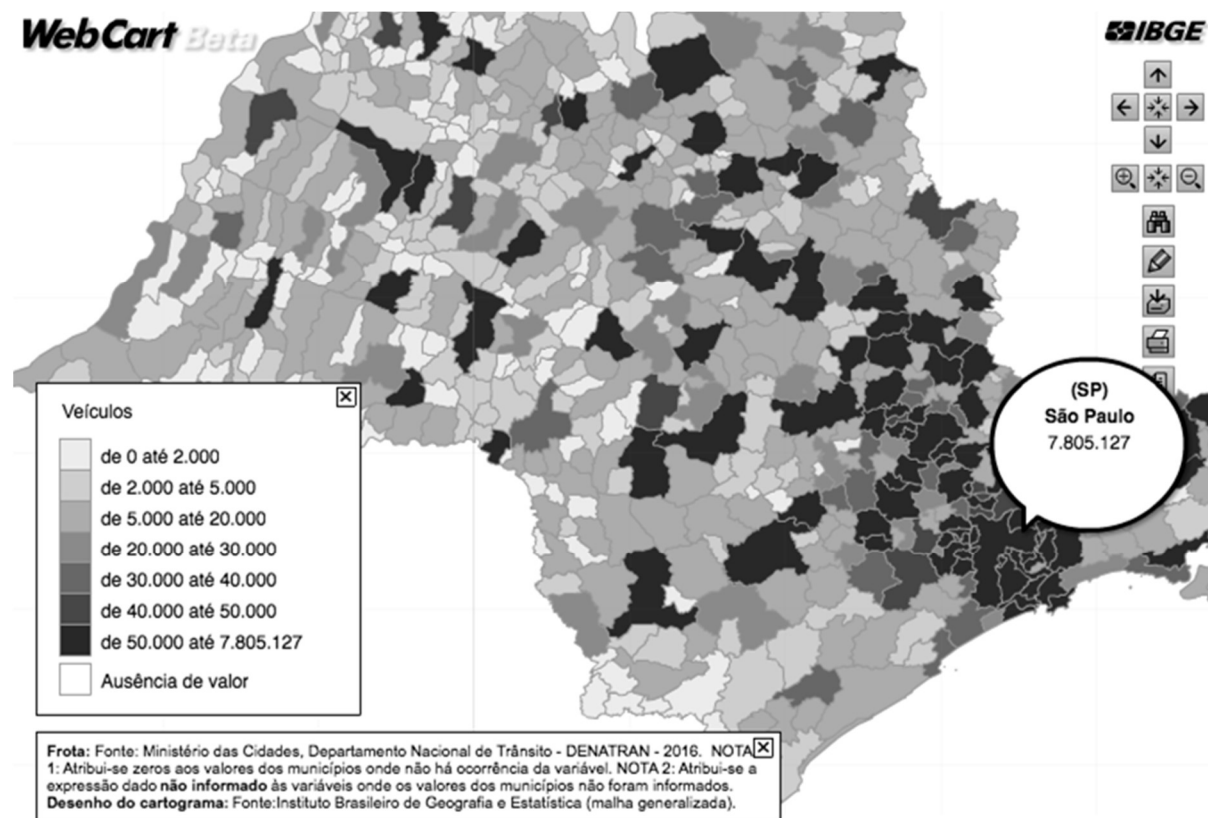 WebCart Beta
IBGE
(SP)
São Paulo
7.805.127
Veículos
de 0 até 2.000
de 2.000 até 5.000
de 5.000 até 20.000
de 20.000 até 30.000
de 30.000 até 40.000
de 40.000 até 50.000
de 50.000 até 7.805.127
Ausência de valor
Frota: Fonte: Ministério das Cidades, Departamento Nacional de Trânsito - DENATRAN - 2016. NOTA
1: Atribui-se zeros aos valores dos municípios onde não há ocorrência da variável. NOTA 2: Atribui-se a
expressão dado não informado às variáveis onde os valores dos municípios não foram informados.
Desenho do cartograma: Fonte:Instituto Brasileiro de Geografia e Estatística (malha generalizada).